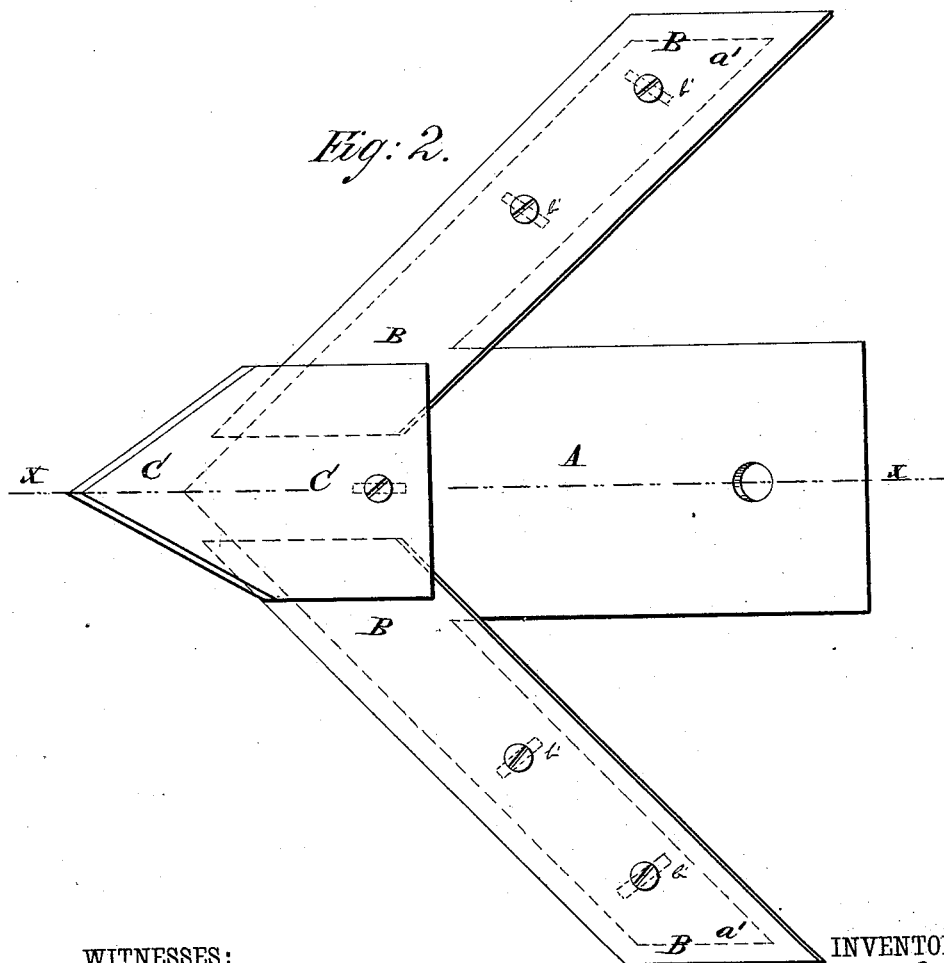 B
a'
b'
Fig: 2.
b'
B
X C' C' A X
B
b'
b'
B a'
WITNESSES: INVENTO